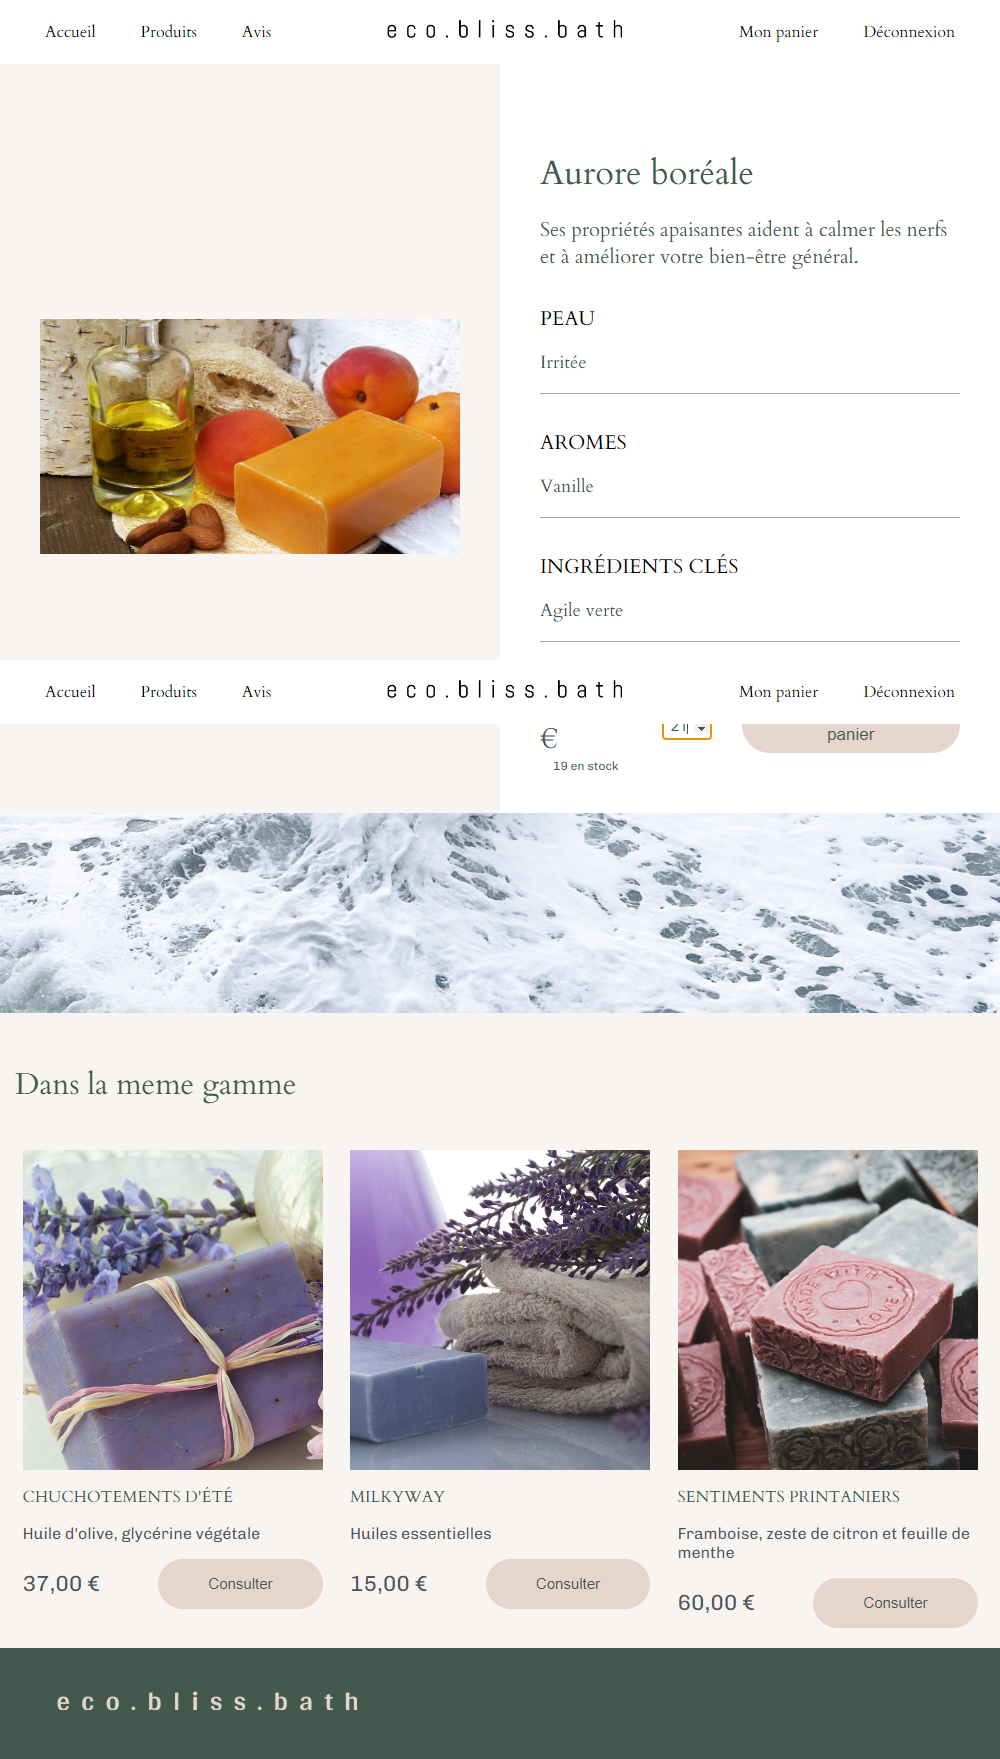 Accueil Produits Avis eco.bliss.bath Mon panier Déconnexion
Aurore boréale
Ses propriétés apaisantes aident à calmer les nerfs
et à améliorer votre bien-être général.
PEAU
Irritée
AROMES
Vanille
INGRÉDIENTS CLÉS
Agile verte
Accueil Produits Avis eco.bliss.bath Mon panier Déconnexion
€ panier
19 en stock
Dans la meme gamme
CHUCHOTEMENTS D'ÉTÉ
Huile d'olive, glycérine végétale
37,00 €
Consulter
MILKYWAY
Huiles essentielles
15,00 €
Consulter
SENTIMENTS PRINTANIERS
Framboise, zeste de citron et feuille de
menthe
60,00 €
Consulter
eco.bliss.bath